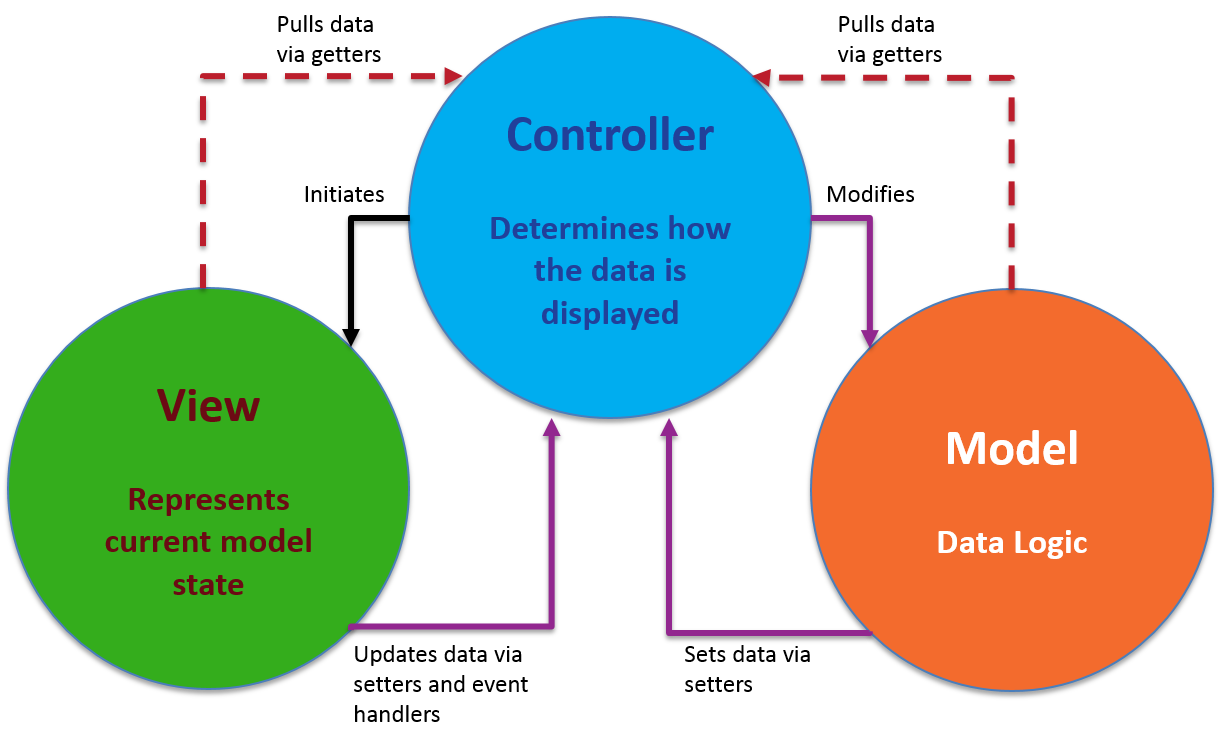 Pulls data
via getters
Pulls data
via getters
Controller
Determines how
the data is
displayed
Initiates
Modifies
View
Represents
current model
state
Model
Data Logic
Updates data via
setters and event
handlers
Sets data via
setters